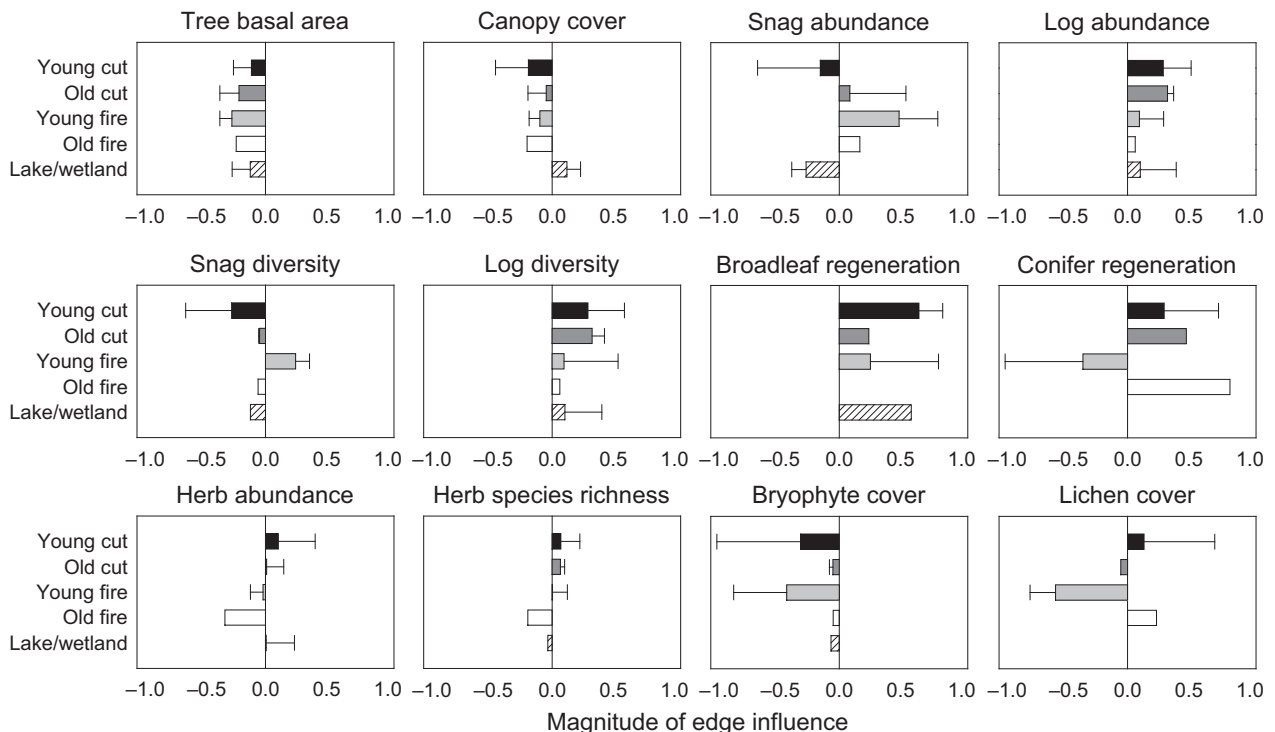 Tree basal area Canopy cover Snag abundance Log abundance
Young cut
Old cut
Young fire
Old fire
Lake/wetland
–1.0 –0.5 0.0 0.5 1.0 –1.0 –0.5 0.0 0.5 1.0 –1.0 –0.5 0.0 0.5 1.0 –1.0 –0.5 0.0 0.5 1.0
Snag diversity Log diversity Broadleaf regeneration Conifer regeneration
Young cut
Old cut
Young fire
Old fire
Lake/wetland
–1.0 –0.5 0.0 0.5 1.0 –1.0 –0.5 0.0 0.5 1.0 –1.0 –0.5 0.0 0.5 1.0 –1.0 –0.5 0.0 0.5 1.0
Herb abundance Herb species richness Bryophyte cover Lichen cover
Young cut
Old cut
Young fire
Old fire
Lake/wetland
–1.0 –0.5 0.0 0.5 1.0 –1.0 –0.5 0.0 0.5 1.0 –1.0 –0.5 0.0 0.5 1.0 –1.0 –0.5 0.0 0.5 1.0
Magnitude of edge influence